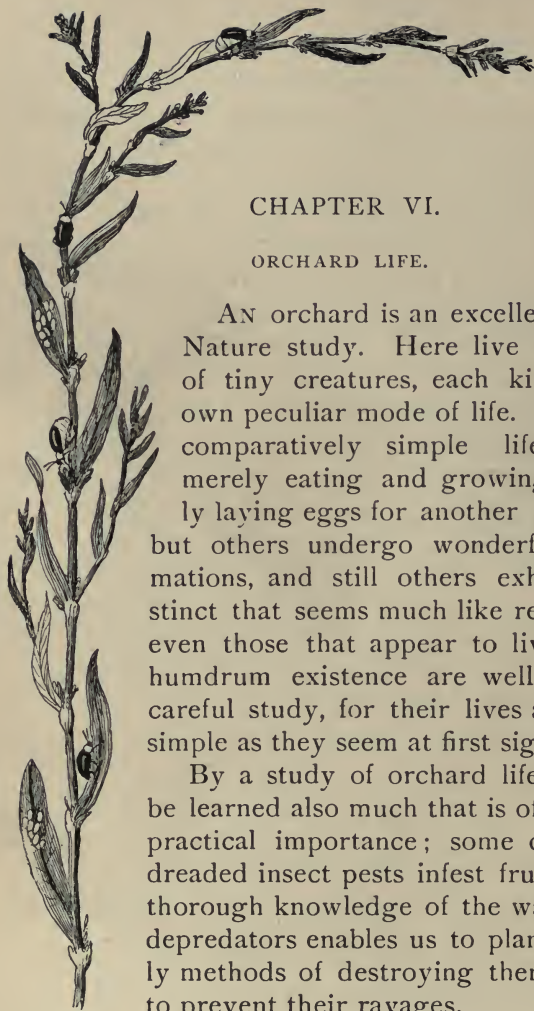 CHAPTER VI.
ORCHARD LIFE.
AN orchard is an excelle
Nature study. Here live
of tiny creatures, each ki
own peculiar mode of life.
comparatively simple life
merely eating and growing
ly laying eggs for another
but others undergo wonderf
mations, and still others exh
stinct that seems much like re
even those that appear to liv
humdrum existence are well
careful study, for their lives a
simple as they seem at first sig
By a study of orchard life
be learned also much that is of
practical importance; some o
dreaded insect pests infest fru
thorough knowledge of the wa
depredators enables us to plan
ly methods of destroying them
to prevent their ravages.